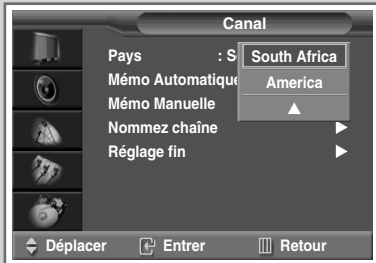 Canal
Pays : S
South Africa
America
Mémo Automatique
Mémo Manuelle
Nommez chaîne
Réglage fin
Déplacer Entrer Retour